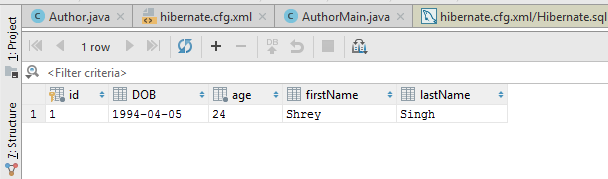 Author.java hibernate.cfg.xml AuthorMain.java hibernate.cfg.xml/Hibernate.sql
1: Project
1 row DB
<Filter criteria>
id DOB age firstName lastName
1 1 1994-04-05 24 Shrey Singh
7: Structure